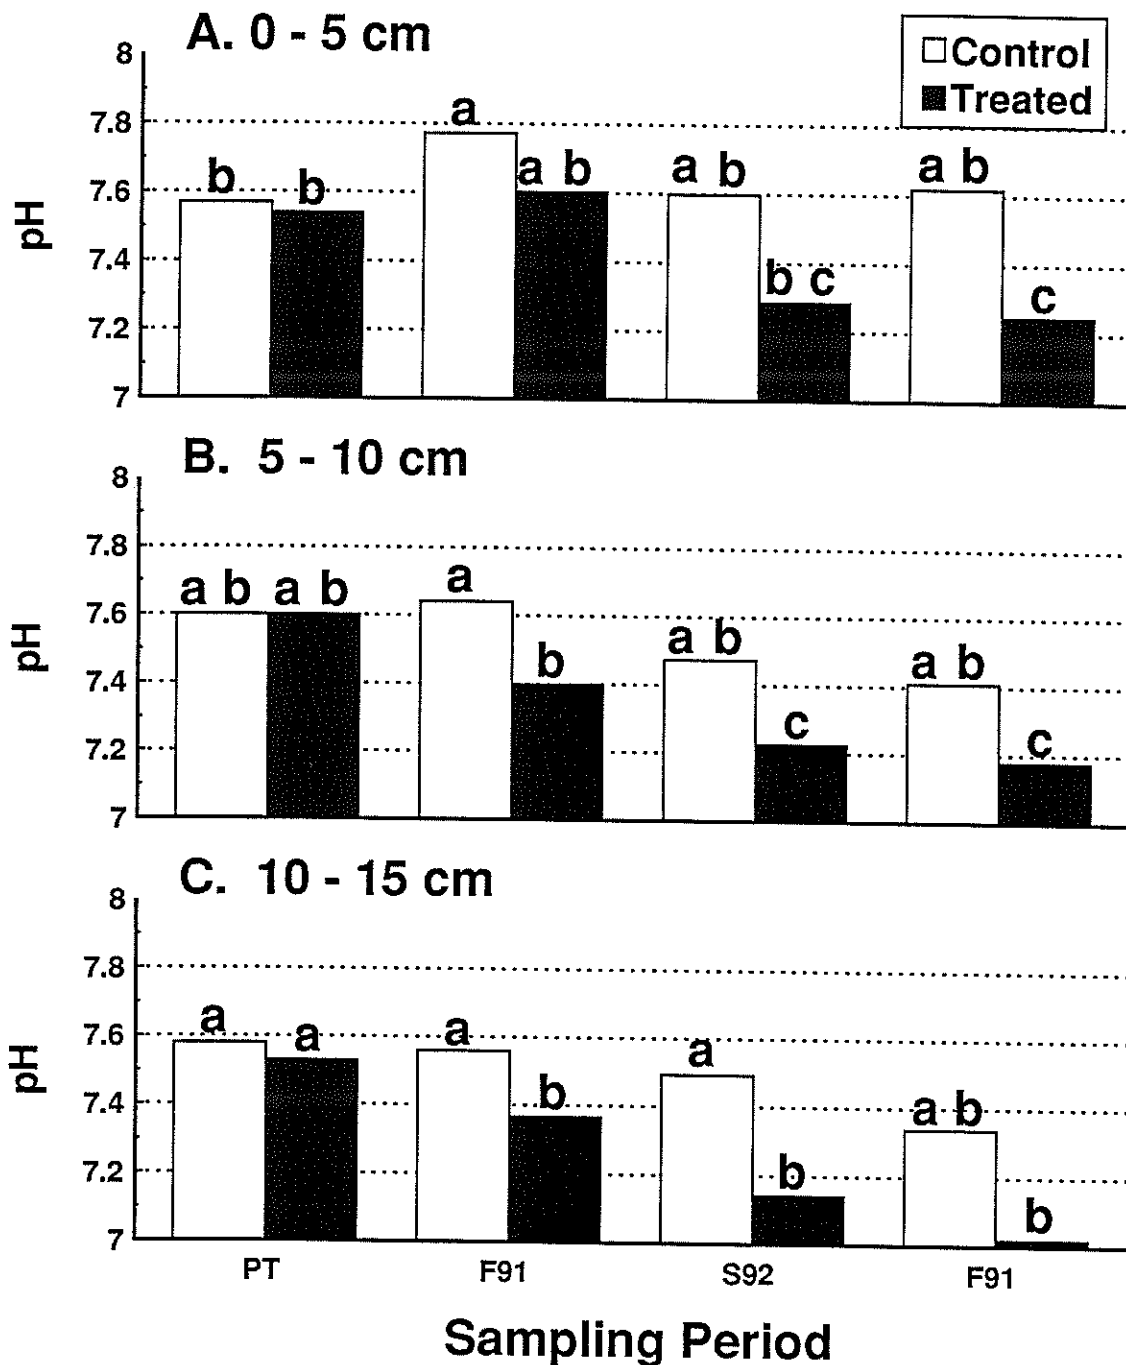 A. 0 - 5 cm
Control
Treated
pH
8
7.8
7.6
7.4
7.2
7
b b a a b a b b c a b c
B. 5 - 10 cm
pH
8
7.8
7.6
7.4
7.2
7
a b a b a b a b c a b c
C. 10 - 15 cm
pH
8
7.8
7.6
7.4
7.2
7
a a a b a b a b b
PT F91 S92 F91
Sampling Period